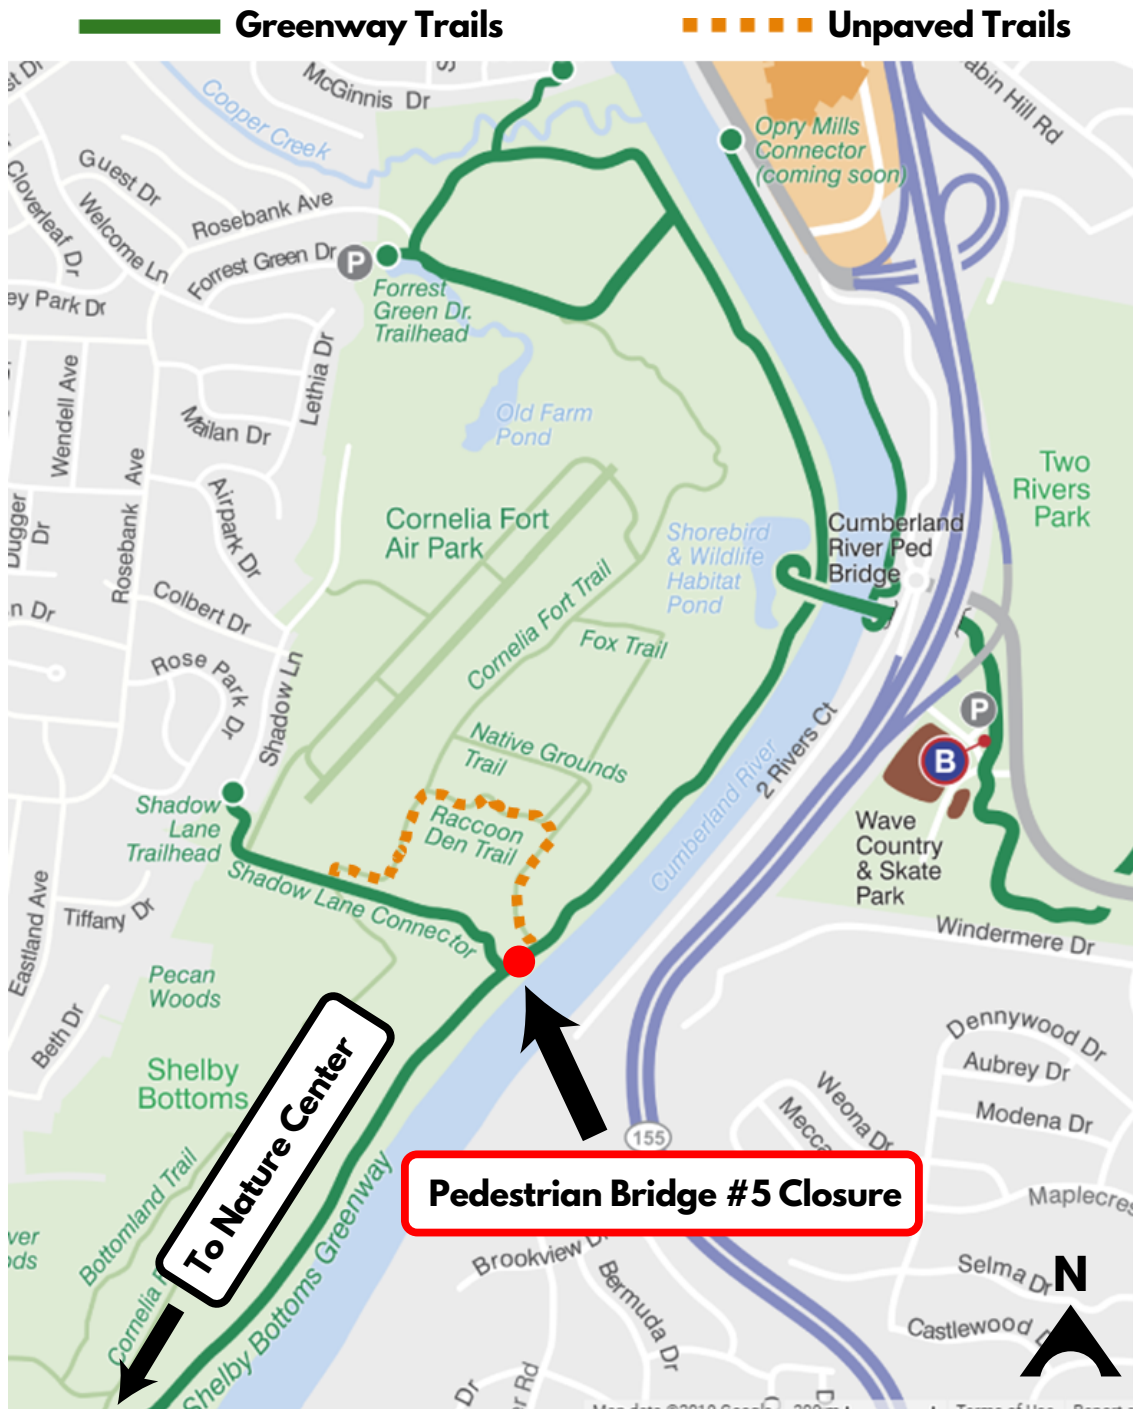 Greenway Trails
Unpaved Trails
McGinnis Dr
Cooper Creek
Opry Mills
Connector
(coming soon)
Guest Dr
Cloverleaf Dr
Welcome Ln
Rosebank Ave
Forrest Green Dr
P
Forrest
Green Dr.
Trailhead
Lethia Dr
Wendell Ave
Old Farm
Pond
Two
Rivers
Park
Rosebank Ave
Airpark Dr
Dugger
Dr
Cornelia Fort
Air Park
Shorebird
& Wildlife
Habitat
Pond
Cumberland
River Ped
Bridge
Cornelia Fort Trail
Colbert Dr
Fox Trail
Rose Park Dr
Shadow Ln
Native Grounds
Trail
2 Rivers Ct
Cumberland River
P
B
Shadow
Lane
Trailhead
Raccoon
Den Trail
Wave
Country
& Skate
Park
Shadow Lane Connector
Eastland Ave
Tiffany Dr
Windermere Dr
Pecan
Woods
Beth Dr
Shelby
Bottoms
To Nature Center
Dennywood Dr
Aubrey Dr
Modena Dr
Weona Dr
155
Pedestrian Bridge #5 Closure
Bottomland Trail
Cornelia
Shelby Bottoms Greenway
Brookview
Bermuda Dr
Selma Dr
Castlewood
N
Dr